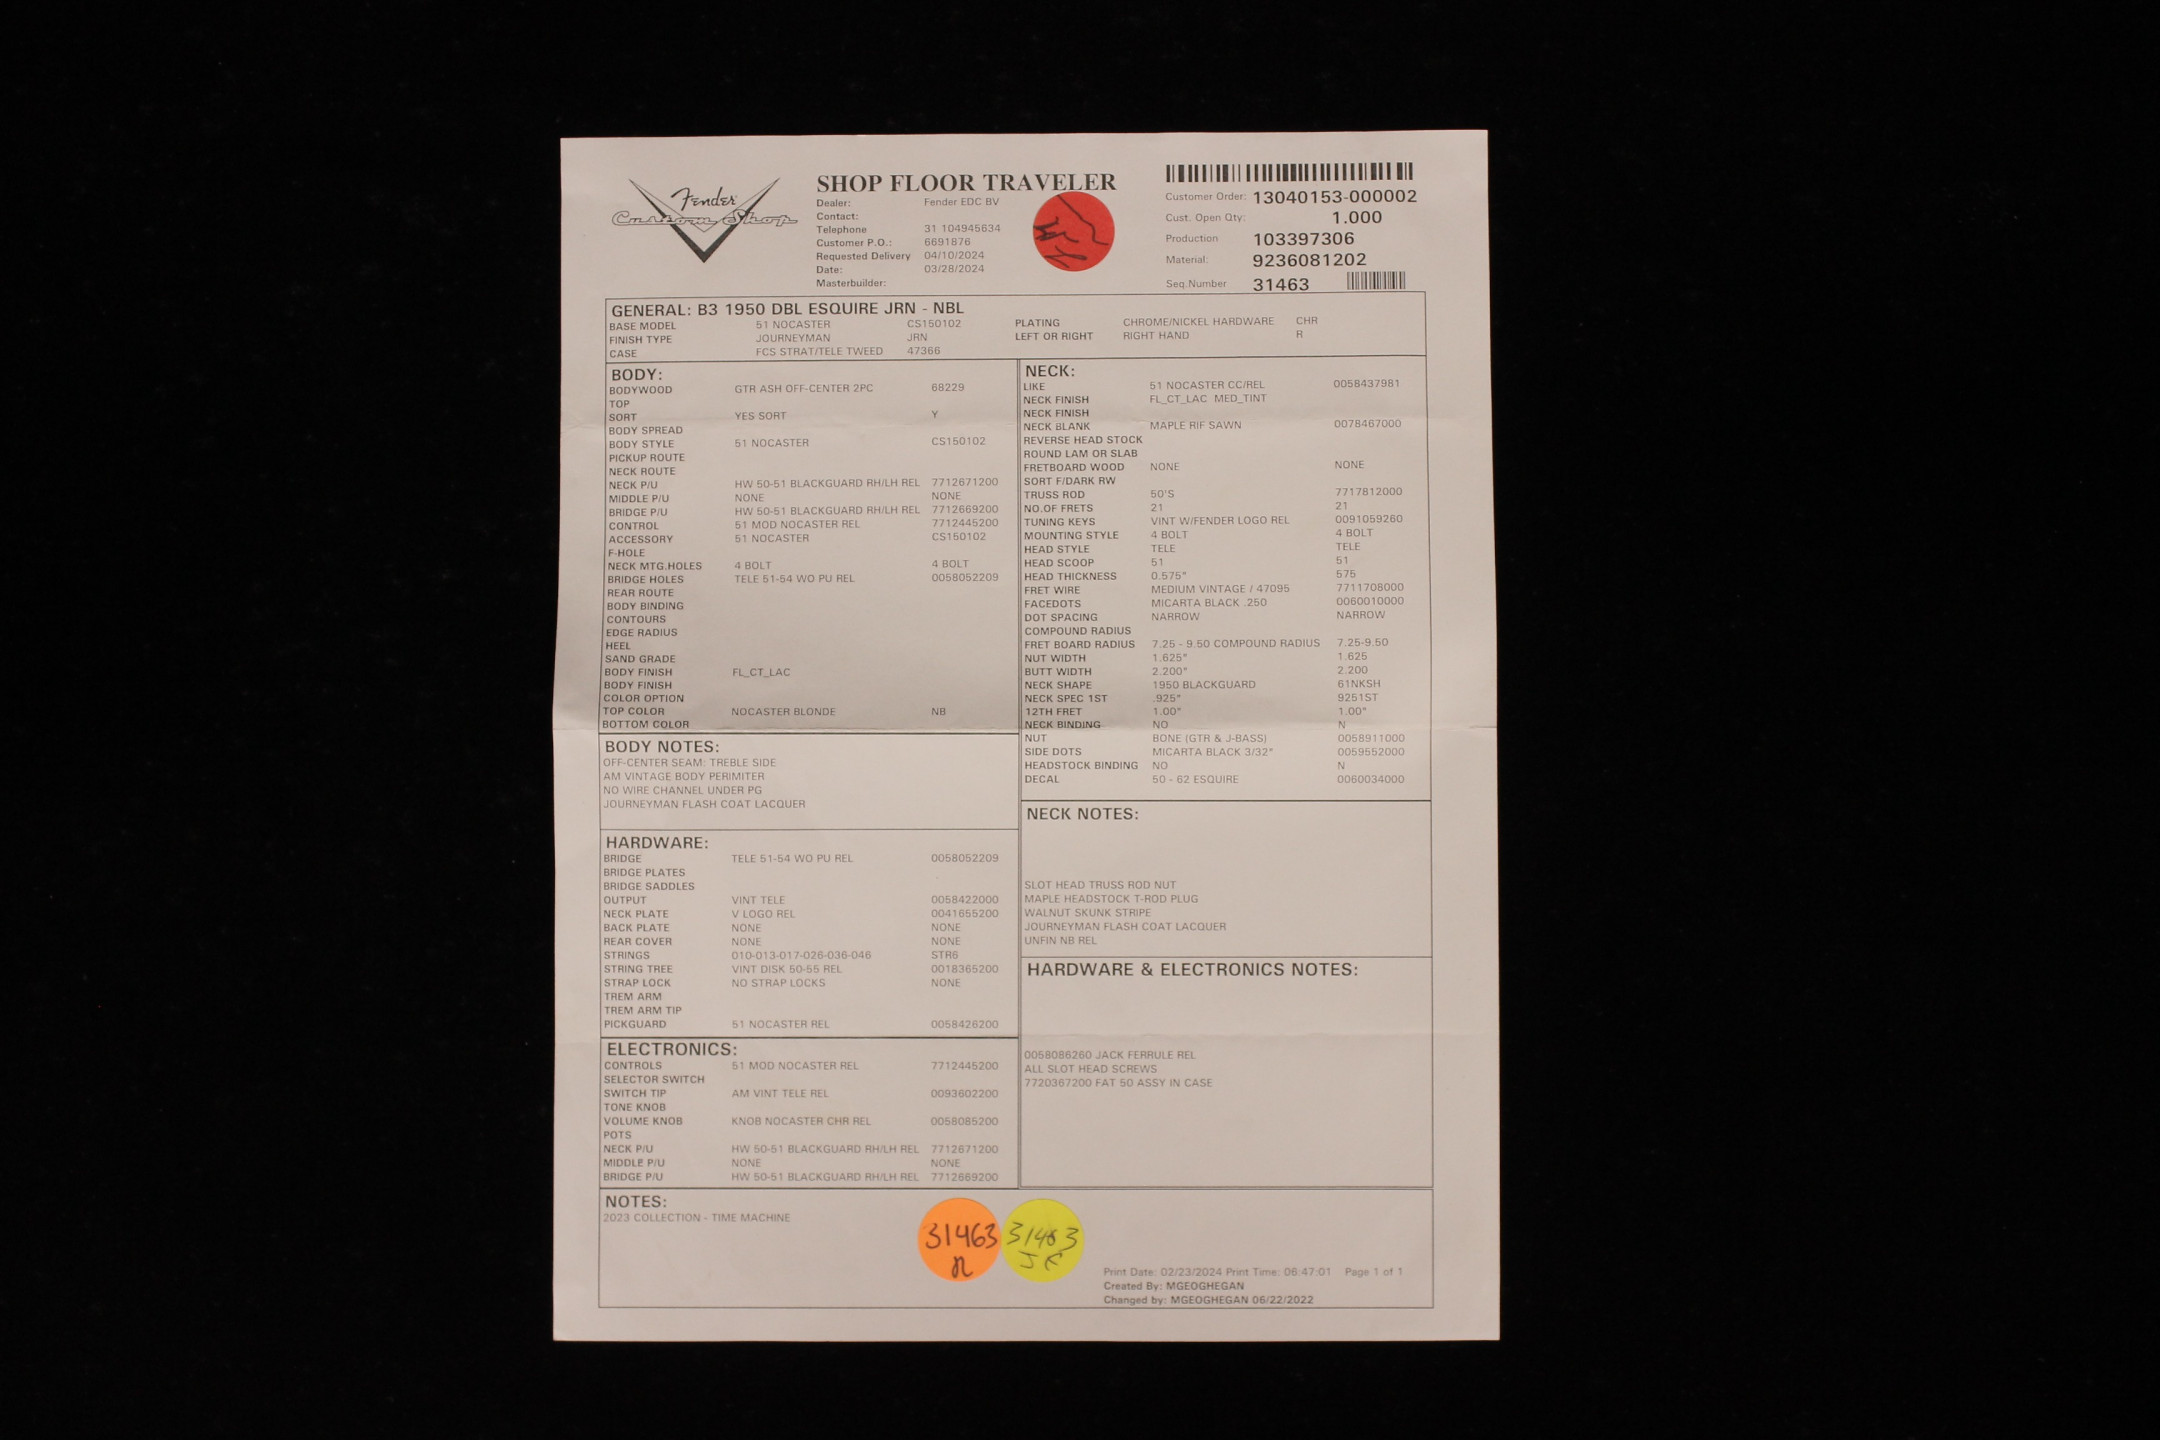 Fender
Custom Shop
SHOP FLOOR TRAVELER
Dealer: Fender EDC BV
Contact:
Telephone 31 104945634
Customer P.O.: 6691876
Requested Delivery 04/10/2024
Date: 03/28/2024
Masterbuilder:
Customer Order: 13040153-000002
Cust. Open Qty: 1.000
Production 103397306
Material: 9236081202
Seq.Number 31463
GENERAL: B3 1950 DBL ESQUIRE JRN - NBL
BASE MODEL 51 NOCASTER CS150102 PLATING CHROME/NICKEL HARDWARE CHR
FINISH TYPE JOURNEYMAN JRN LEFT OR RIGHT RIGHT HAND R
CASE FCS STRAT/TELE TWEED 47366
BODY:
BODYWOOD GTR ASH OFF-CENTER 2PC 68229
TOP
SORT YES SORT Y
BODY SPREAD
BODY STYLE 51 NOCASTER CS150102
PICKUP ROUTE
NECK ROUTE
NECK P/U HW 50-51 BLACKGUARD RH/LH REL 7712671200
MIDDLE P/U NONE NONE
BRIDGE P/U HW 50-51 BLACKGUARD RH/LH REL 7712669200
CONTROL 51 MOD NOCASTER REL 7712445200
ACCESSORY 51 NOCASTER CS150102
F-HOLE
NECK MTG.HOLES 4 BOLT 4 BOLT
BRIDGE HOLES TELE 51-54 WO PU REL 0058052209
REAR ROUTE
BODY BINDING
CONTOURS
EDGE RADIUS
HEEL
SAND GRADE
BODY FINISH FL_CT_LAC
BODY FINISH
COLOR OPTION
TOP COLOR NOCASTER BLONDE NB
BOTTOM COLOR
BODY NOTES:
OFF-CENTER SEAM: TREBLE SIDE
AM VINTAGE BODY PERIMITER
NO WIRE CHANNEL UNDER PG
JOURNEYMAN FLASH COAT LACQUER
HARDWARE:
BRIDGE TELE 51-54 WO PU REL 0058052209
BRIDGE PLATES
BRIDGE SADDLES
OUTPUT VINT TELE 0058422000
NECK PLATE V LOGO REL 0041655200
BACK PLATE NONE NONE
REAR COVER NONE NONE
STRINGS 010-013-017-026-036-046 STR6
STRING TREE VINT DISK 50-55 REL 0018365200
STRAP LOCK NO STRAP LOCKS NONE
TREM ARM
TREM ARM TIP
PICKGUARD 51 NOCASTER REL 0058426200
ELECTRONICS:
CONTROLS 51 MOD NOCASTER REL 7712445200
SELECTOR SWITCH
SWITCH TIP AM VINT TELE REL 0093602200
TONE KNOB
VOLUME KNOB KNOB NOCASTER CHR REL 0058085200
POTS
NECK P/U HW 50-51 BLACKGUARD RH/LH REL 7712671200
MIDDLE P/U NONE NONE
BRIDGE P/U HW 50-51 BLACKGUARD RH/LH REL 7712669200
NECK:
LIKE 51 NOCASTER CC/REL 0058437981
NECK FINISH FL_CT_LAC MED_TINT
NECK FINISH
NECK BLANK MAPLE RIF SAWN 0078467000
REVERSE HEAD STOCK
ROUND LAM OR SLAB
FRETBOARD WOOD NONE NONE
SORT F/DARK RW
TRUSS ROD 50'S 7717812000
NO.OF FRETS 21 21
TUNING KEYS VINT W/FENDER LOGO REL 0091059260
MOUNTING STYLE 4 BOLT 4 BOLT
HEAD STYLE TELE TELE
HEAD SCOOP 51 51
HEAD THICKNESS 0.575" 575
FRET WIRE MEDIUM VINTAGE / 47095 7711708000
FACEDOTS MICARTA BLACK .250 0060010000
DOT SPACING NARROW NARROW
COMPOUND RADIUS
FRET BOARD RADIUS 7.25 - 9.50 COMPOUND RADIUS 7.25-9.50
NUT WIDTH 1.625" 1.625
BUTT WIDTH 2.200" 2.200
NECK SHAPE 1950 BLACKGUARD 61NKSH
NECK SPEC 1ST .925" 9251ST
12TH FRET 1.00" 1.00"
NECK BINDING NO N
NUT BONE (GTR & J-BASS) 0058911000
SIDE DOTS MICARTA BLACK 3/32" 0059552000
HEADSTOCK BINDING NO N
DECAL 50 - 62 ESQUIRE 0060034000
NECK NOTES:
SLOT HEAD TRUSS ROD NUT
MAPLE HEADSTOCK T-ROD PLUG
WALNUT SKUNK STRIPE
JOURNEYMAN FLASH COAT LACQUER
UNFIN NB REL
HARDWARE & ELECTRONICS NOTES:
0058086260 JACK FERRULE REL
ALL SLOT HEAD SCREWS
7720367200 FAT 50 ASSY IN CASE
NOTES:
2023 COLLECTION - TIME MACHINE
31463
31463
Print Date: 02/23/2024 Print Time: 06:47:01 Page 1 of 1
Created By: MGEOGHEGAN
Changed by: MGEOGHEGAN 06/22/2022